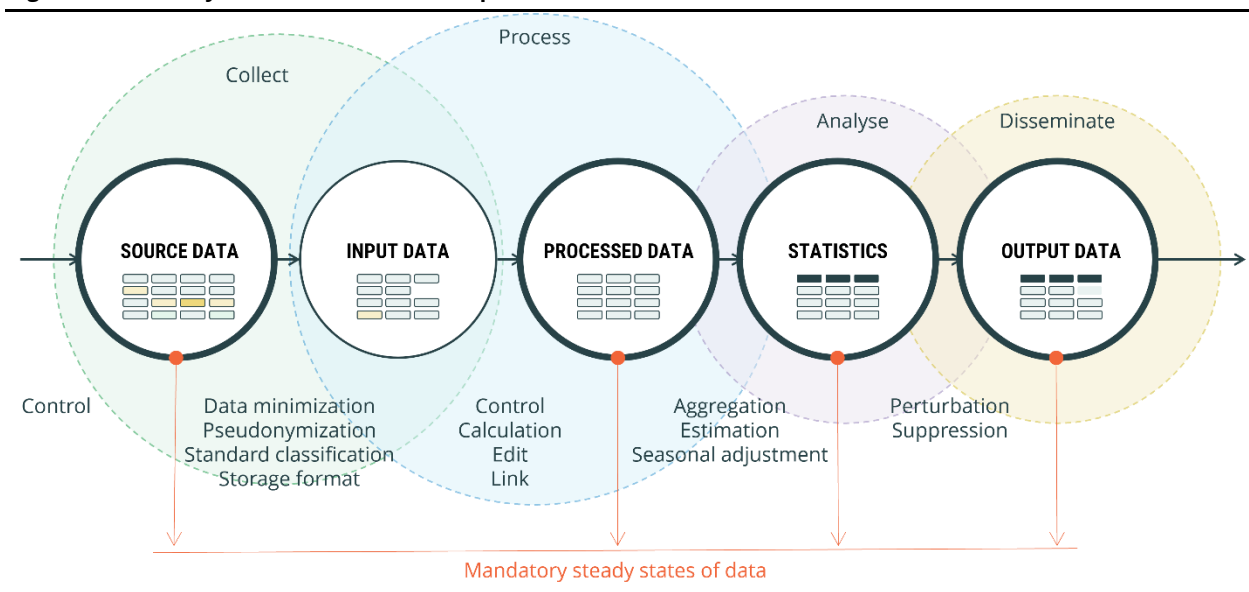 Process
Collect
Analyse
Disseminate
SOURCE DATA
INPUT DATA
PROCESSED DATA
STATISTICS
OUTPUT DATA
Control
Data minimization
Pseudonymization
Standard classification
Storage format
Control
Calculation
Edit
Link
Aggregation
Estimation
Seasonal adjustment
Perturbation
Suppression
Mandatory steady states of data